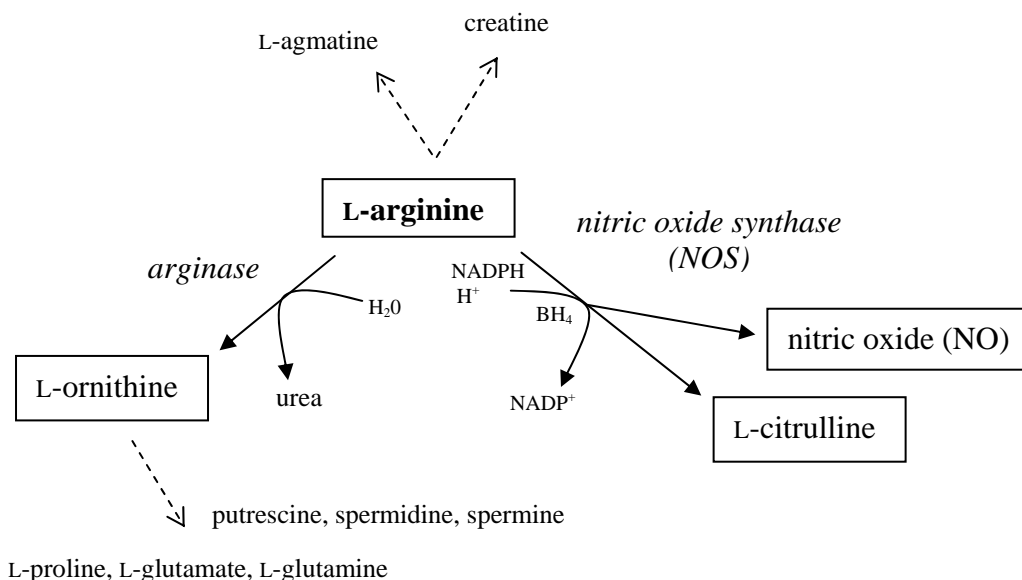 creatine
L-agmatine
L-arginine
nitric oxide synthase
(NOS)
arginase
NADPH
H⁺
H₂0
BH₄
nitric oxide (NO)
L-ornithine
urea
NADP⁺
L-citrulline
putrescine, spermidine, spermine
L-proline, L-glutamate, L-glutamine